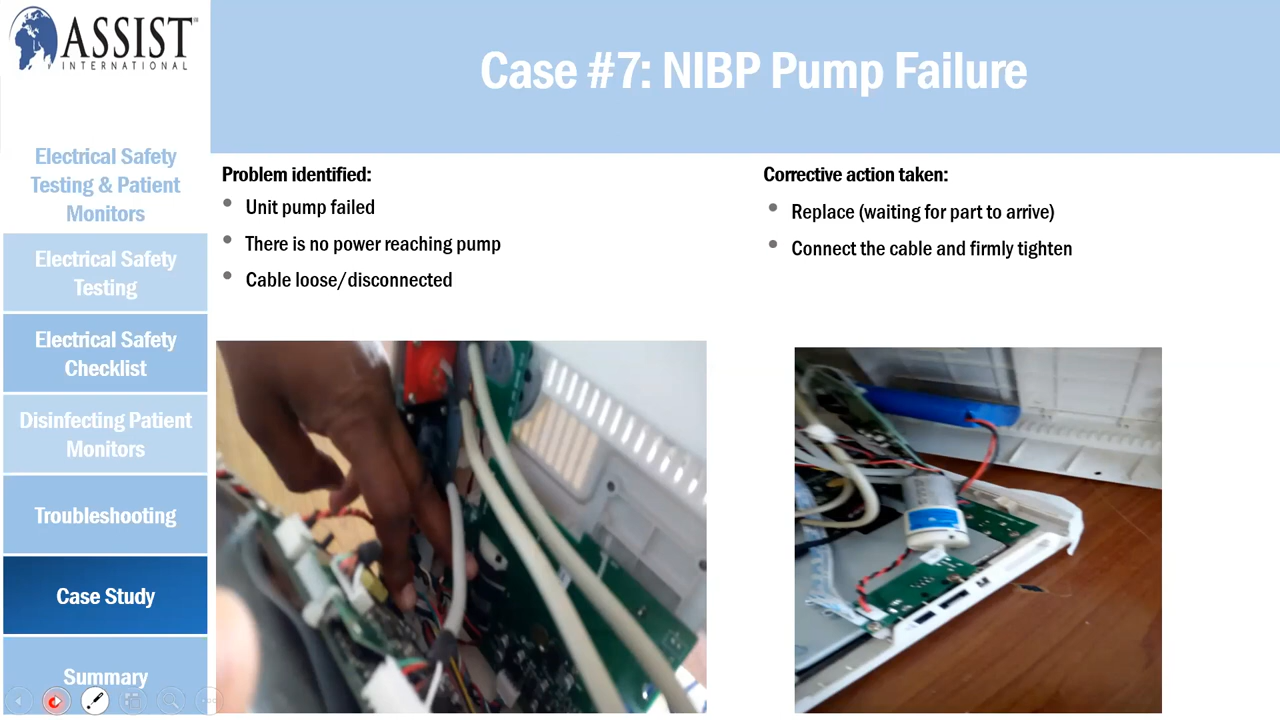 ASSIST
INTERNATIONAL
Case #7: NIBP Pump Failure
Electrical Safety
Testing & Patient
Monitors
Electrical Safety
Testing
Electrical Safety
Checklist
Disinfecting Patient
Monitors
Troubleshooting
Case Study
Summary
Problem identified:
• Unit pump failed
• There is no power reaching pump
• Cable loose/disconnected
Corrective action taken:
• Replace (waiting for part to arrive)
• Connect the cable and firmly tighten